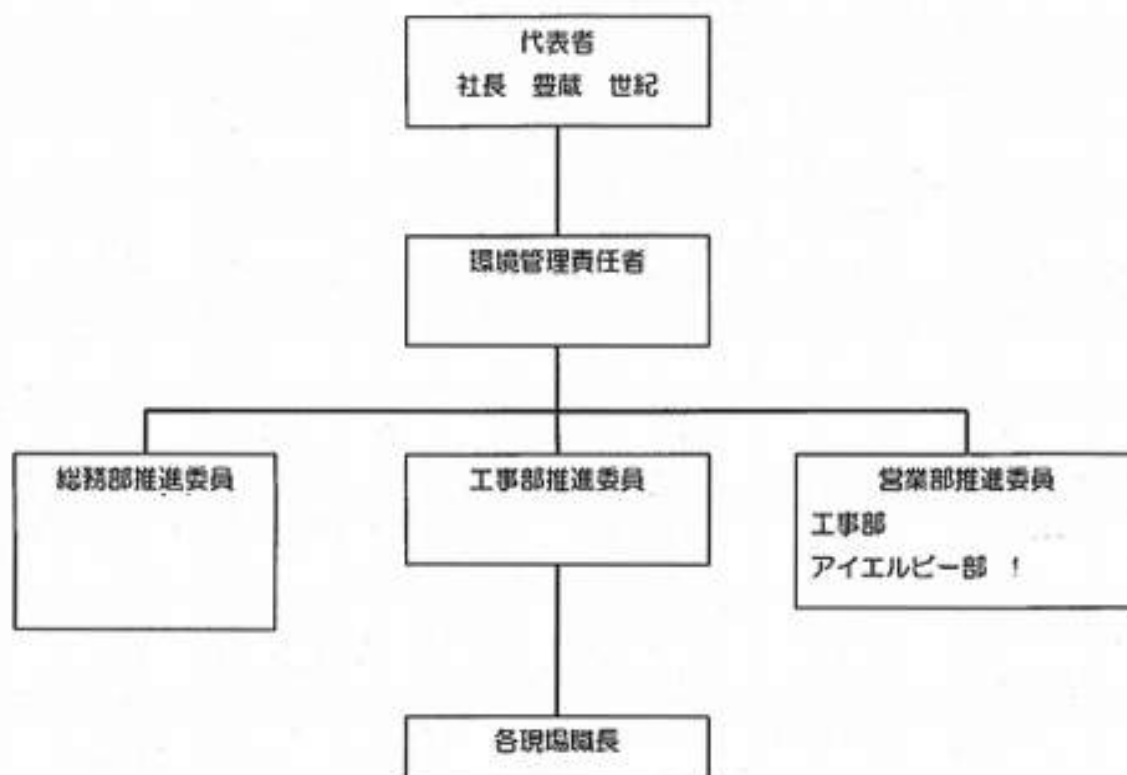 代表者
社長 豊蔵 世紀
環境管理責任者
総務部推進委員
工事部推進委員
営業部推進委員
工事部
アイエルビー部
各現場職長